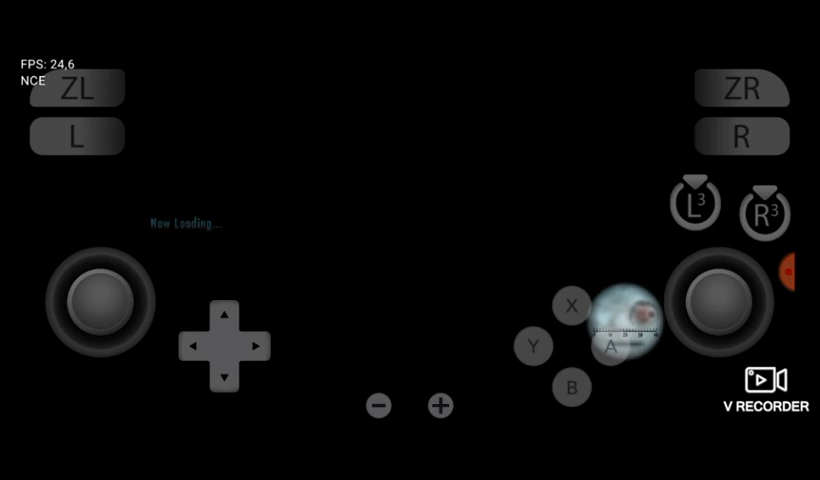 FPS: 24,6
NCE
ZL
ZR
L
R
L3
R3
Now Loading...
X
Y
A
B
V RECORDER